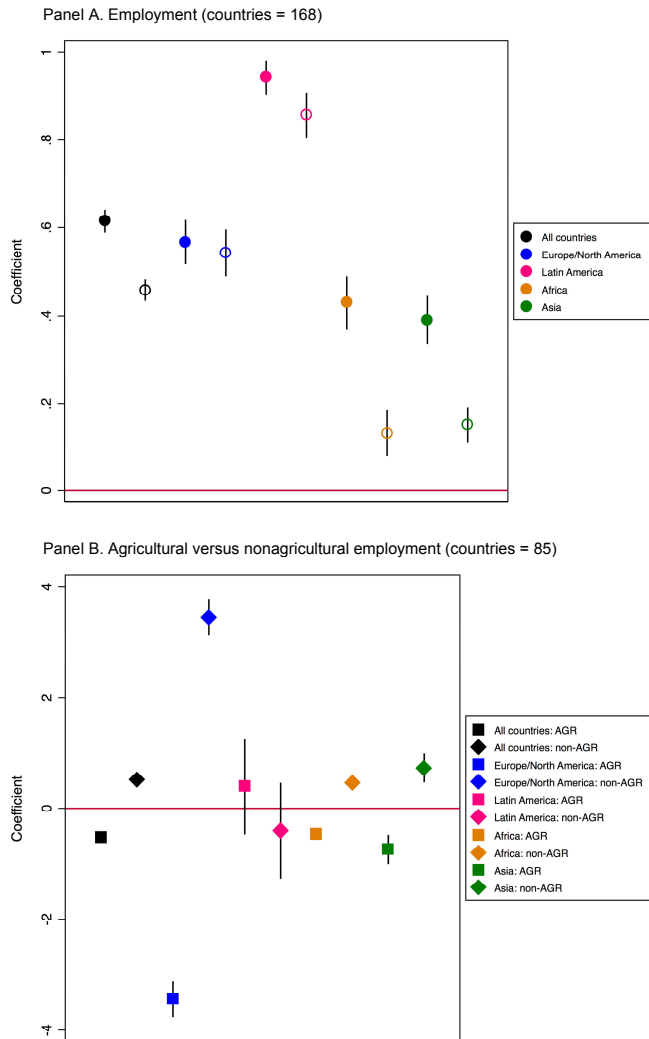 Panel A. Employment (countries = 168)
1
.8
.6
.4
.2
0
Coefficient
All countries
Europe/North America
Latin America
Africa
Asia
Panel B. Agricultural versus nonagricultural employment (countries = 85)
4
2
0
-2
-4
Coefficient
All countries: AGR
All countries: non-AGR
Europe/North America: AGR
Europe/North America: non-AGR
Latin America: AGR
Latin America: non-AGR
Africa: AGR
Africa: non-AGR
Asia: AGR
Asia: non-AGR